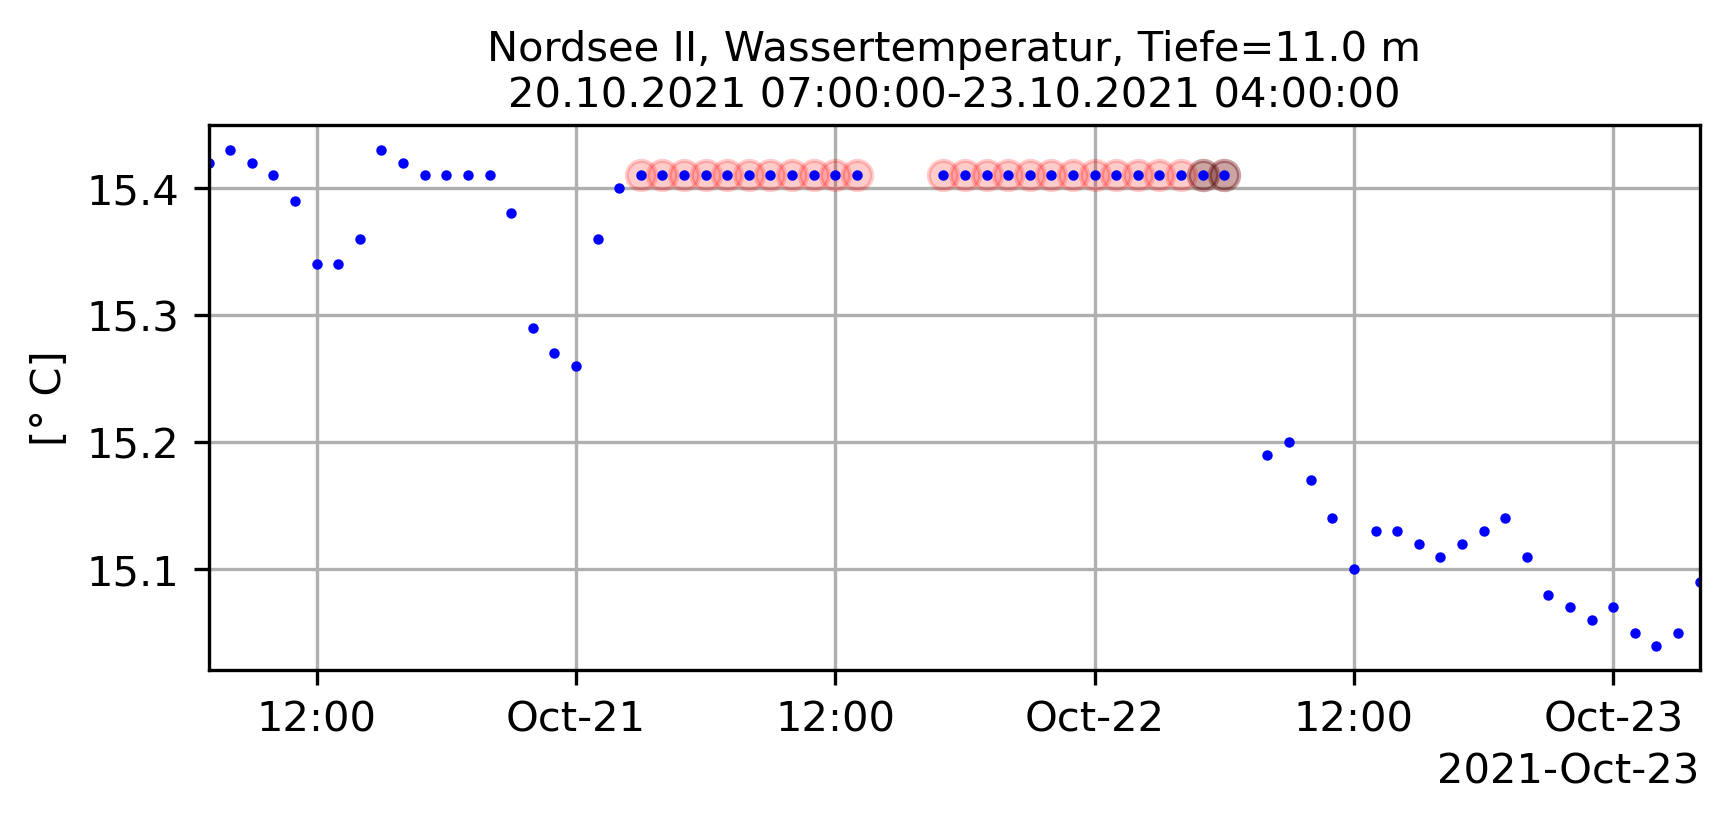 Nordsee II, Wassertemperatur, Tiefe=11.0 m
20.10.2021 07:00:00-23.10.2021 04:00:00
15.4
15.3
15.2
15.1
[° C]
12:00 Oct-21 12:00 Oct-22 12:00 Oct-23
2021-Oct-23